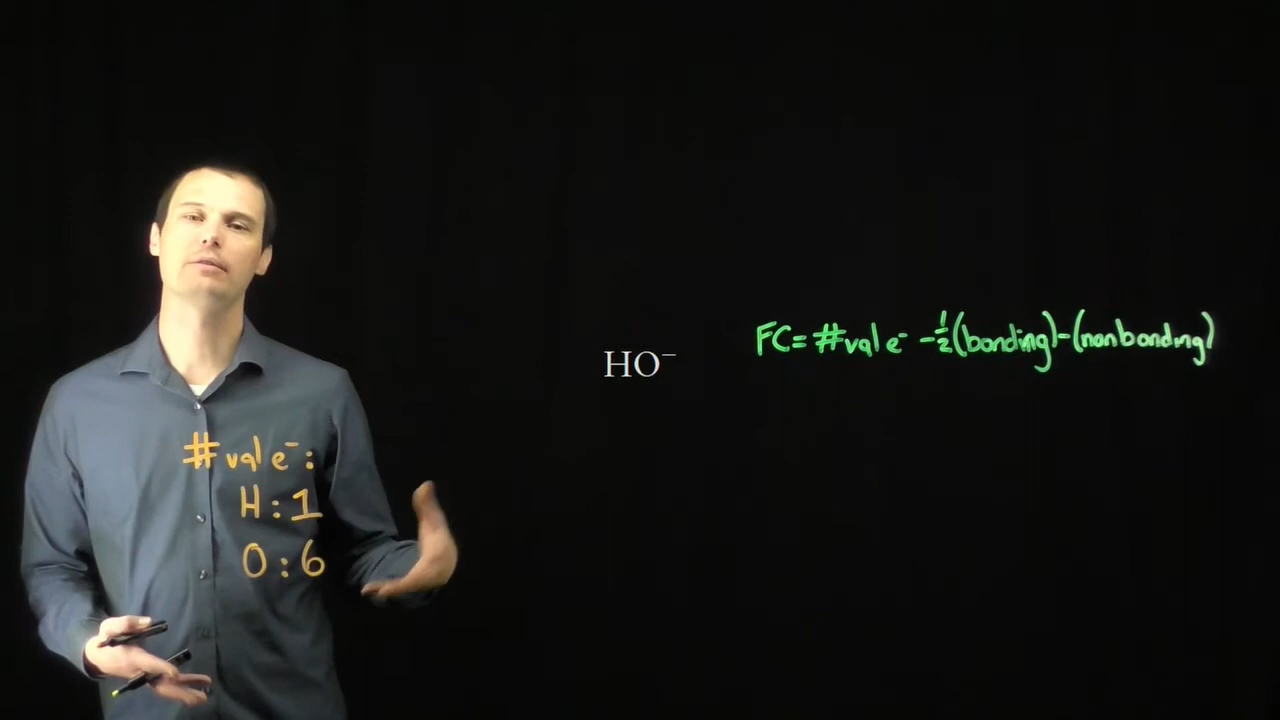 HO⁻
FC = # val e⁻ - ½(bonding) - (nonbonding)
# val e⁻:
H : 1
O : 6